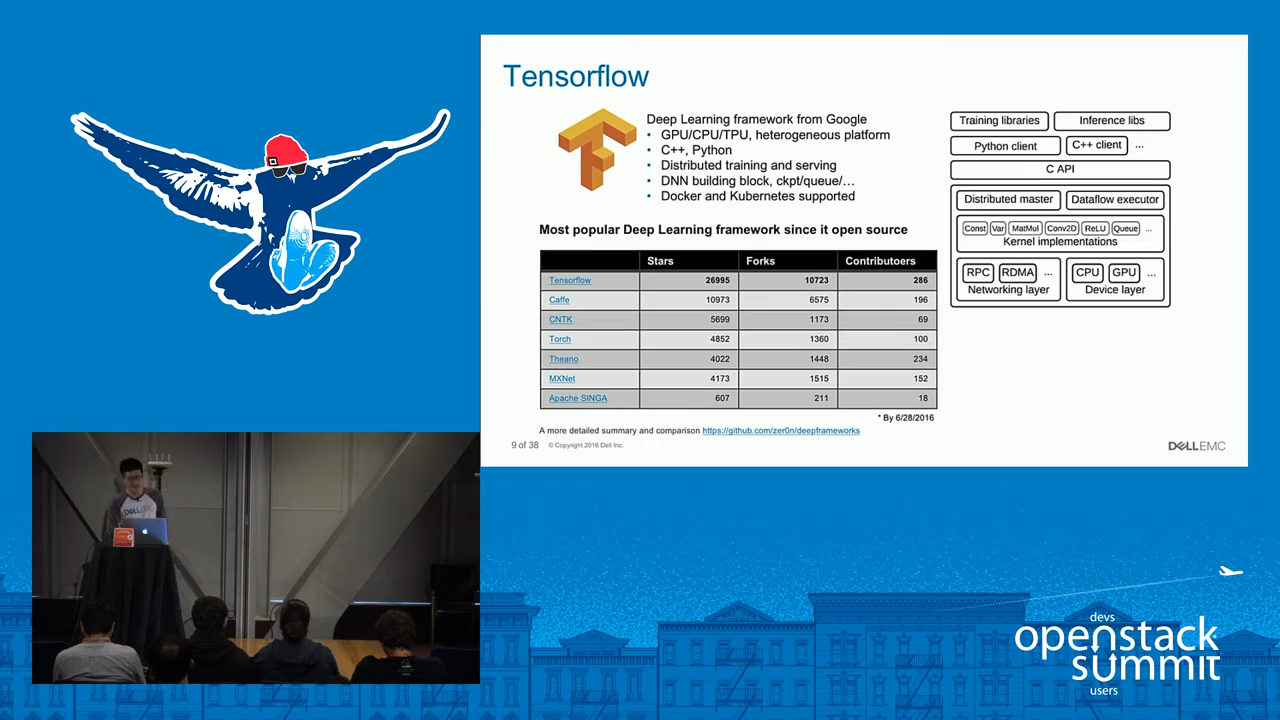 Tensorflow
Deep Learning framework from Google
• GPU/CPU/TPU, heterogeneous platform
• C++, Python
• Distributed training and serving
• DNN building block, ckpt/queue/…
• Docker and Kubernetes supported
Most popular Deep Learning framework since it open source
Stars Forks Contributoers
Tensorflow 26995 10723 286
Caffe 10973 6575 196
CNTK 5699 1173 69
Torch 4852 1360 100
Theano 4022 1448 234
MXNet 4173 1515 152
Apache SINGA 607 211 18
* By 6/28/2016
A more detailed summary and comparison https://github.com/zer0n/deepframeworks
9 of 38 © Copyright 2016 Dell Inc.
DELLEMC
Training libraries Inference libs
Python client C++ client ...
C API
Distributed master Dataflow executor
Const Var MatMul Conv2D ReLU Queue ...
Kernel implementations
RPC RDMA ... CPU GPU ...
Networking layer Device layer
DELLEMC
devs
openstack
summit
users